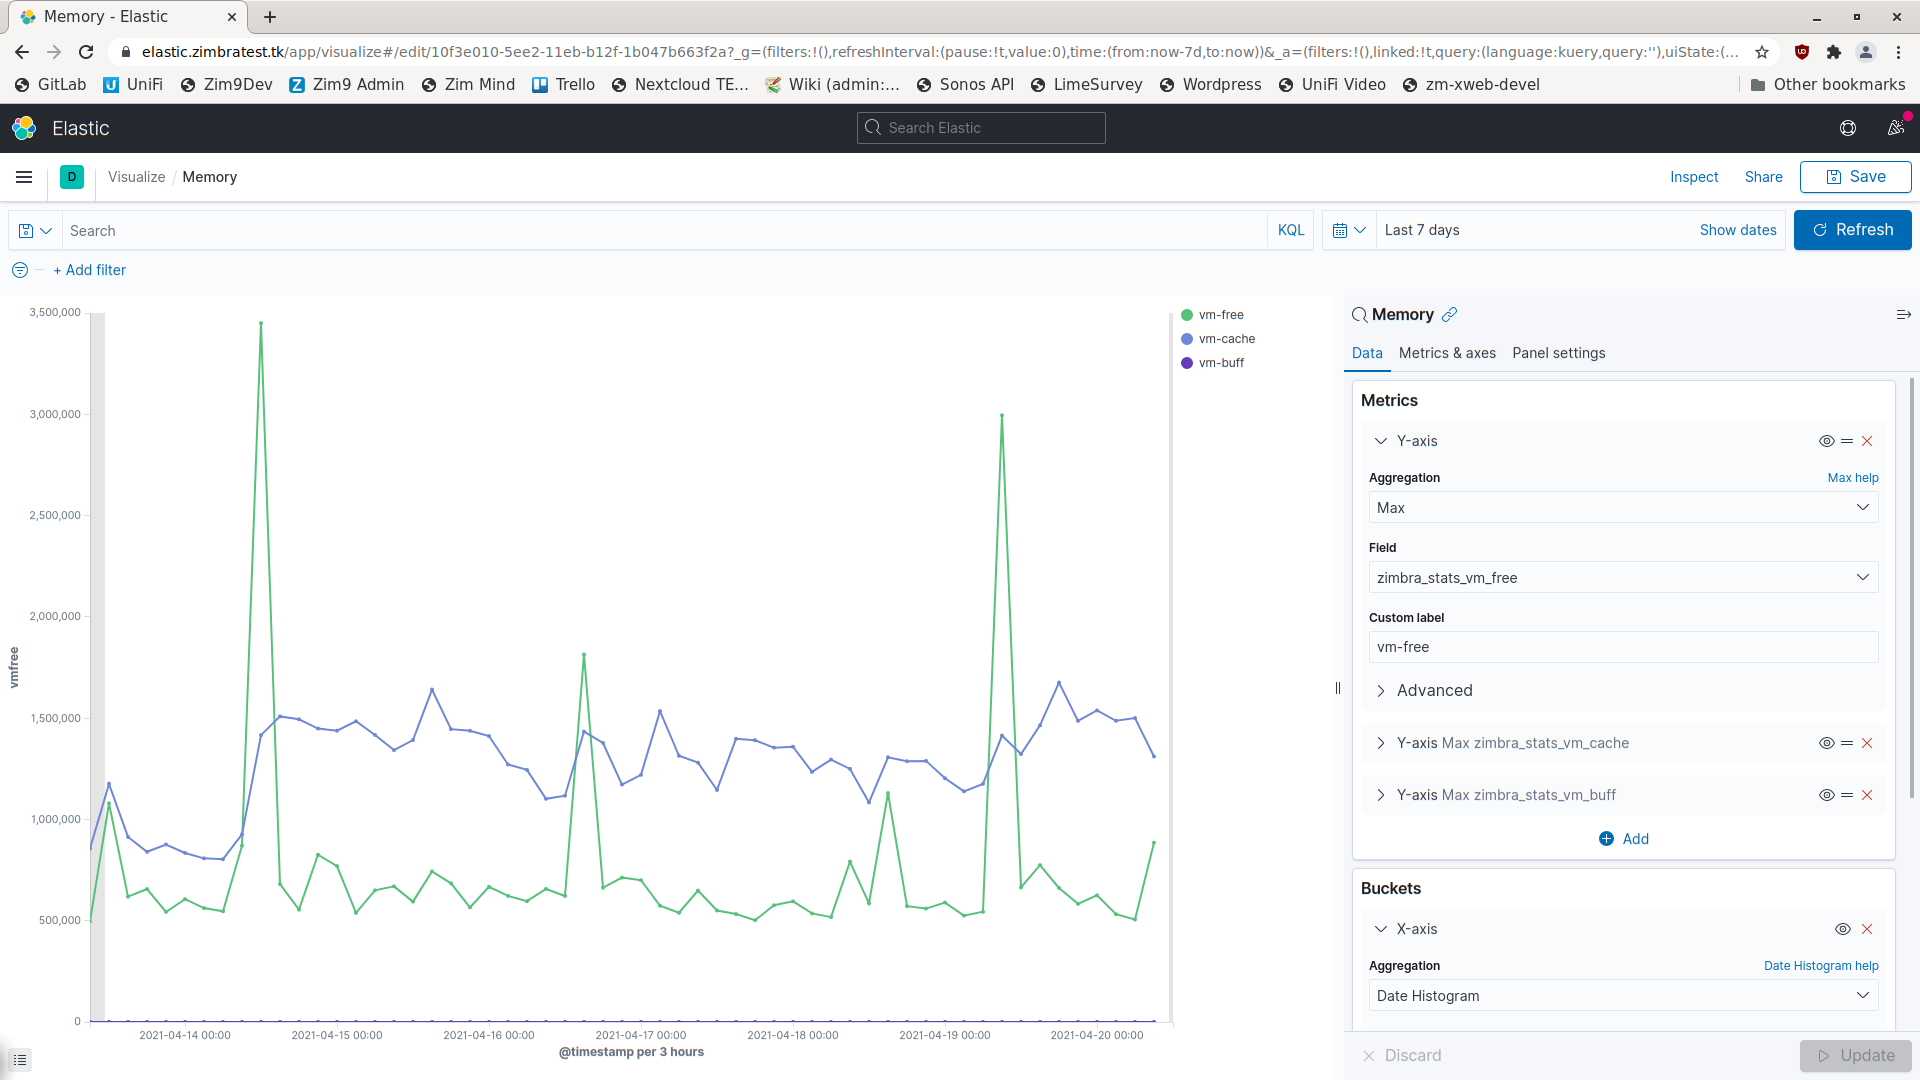 Memory - Elastic
elastic.zimbratest.tk/app/visualize#/edit/10f3e010-5ee2-11eb-b12f-1b047b663f2a?_g=(filters:!(),refreshInterval:(pause:!t,value:0),time:(from:now-7d,to:now))&_a=(filters:!(),linked:!t,query:(language:kuery,query:''),uiState:(...
GitLab UniFi Zim9Dev Zim9 Admin Zim Mind Trello Nextcloud TE... Wiki (admin:... Sonos API LimeSurvey Wordpress UniFi Video zm-xweb-devel Other bookmarks
Elastic Search Elastic
D Visualize / Memory Inspect Share Save
Search KQL Last 7 days Show dates Refresh
+ Add filter
3,500,000
3,000,000
2,500,000
2,000,000
1,500,000
1,000,000
500,000
0
vmfree
2021-04-14 00:00 2021-04-15 00:00 2021-04-16 00:00 2021-04-17 00:00 2021-04-18 00:00 2021-04-19 00:00 2021-04-20 00:00
@timestamp per 3 hours
vm-free
vm-cache
vm-buff
Memory
Data Metrics & axes Panel settings
Metrics
Y-axis
Aggregation Max help
Max
Field
zimbra_stats_vm_free
Custom label
vm-free
Advanced
Y-axis Max zimbra_stats_vm_cache
Y-axis Max zimbra_stats_vm_buff
Add
Buckets
X-axis
Aggregation Date Histogram help
Date Histogram
Discard Update